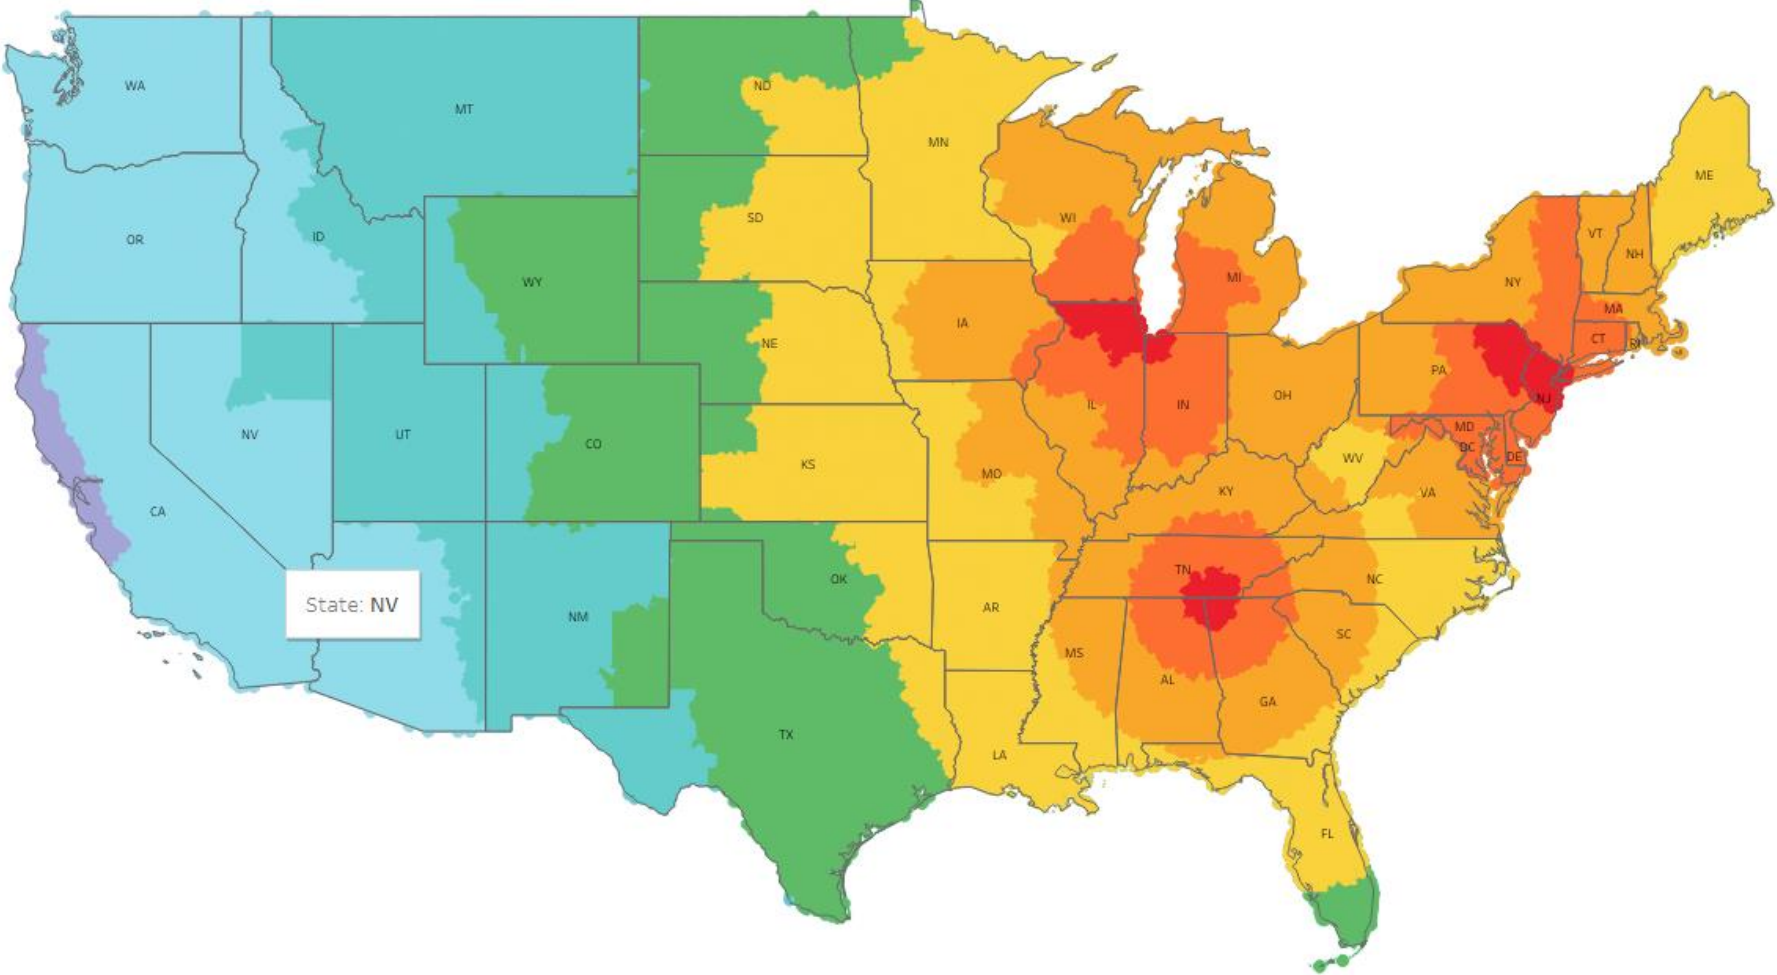 WA
MT
ND
MN
ME
OR
ID
SD
WI
VT
NH
WY
MI
NY
MA
IA
NE
CT
RI
PA
NV
UT
CO
IL
IN
OH
NJ
MD
DC
DE
KS
MO
WV
KY
VA
CA
State: NV
NM
OK
AR
TN
NC
MS
AL
SC
GA
TX
LA
FL